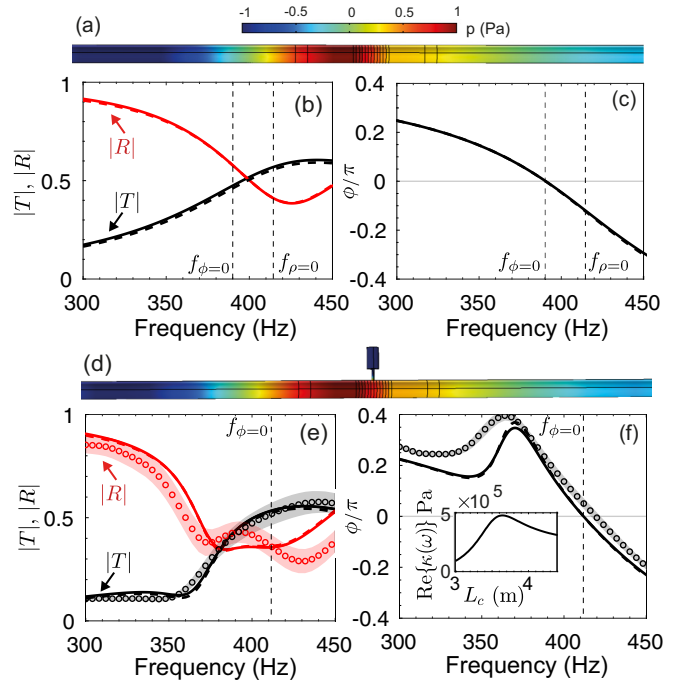 −1 −0.5 0 0.5 1
(a) p (Pa)
1 0.5 0
|T|, |R|
(b)
|R|
|T|
f_{ϕ=0} f_{ρ=0}
300 350 400 450
Frequency (Hz)
0.4 0.2 0 -0.2 -0.4
ϕ/π
(c)
f_{ϕ=0} f_{ρ=0}
300 350 400 450
Frequency (Hz)
(d)
1 0.5 0
|T|, |R|
f_{ϕ=0}
(e)
|R|
|T|
300 350 400 450
Frequency (Hz)
0.4 0.2 0 -0.2 -0.4
ϕ/π
f_{ϕ=0}
(f)
Re{κ(ω)} Pa
×10^5
5 0
3 4
L_c (m)
300 350 400 450
Frequency (Hz)